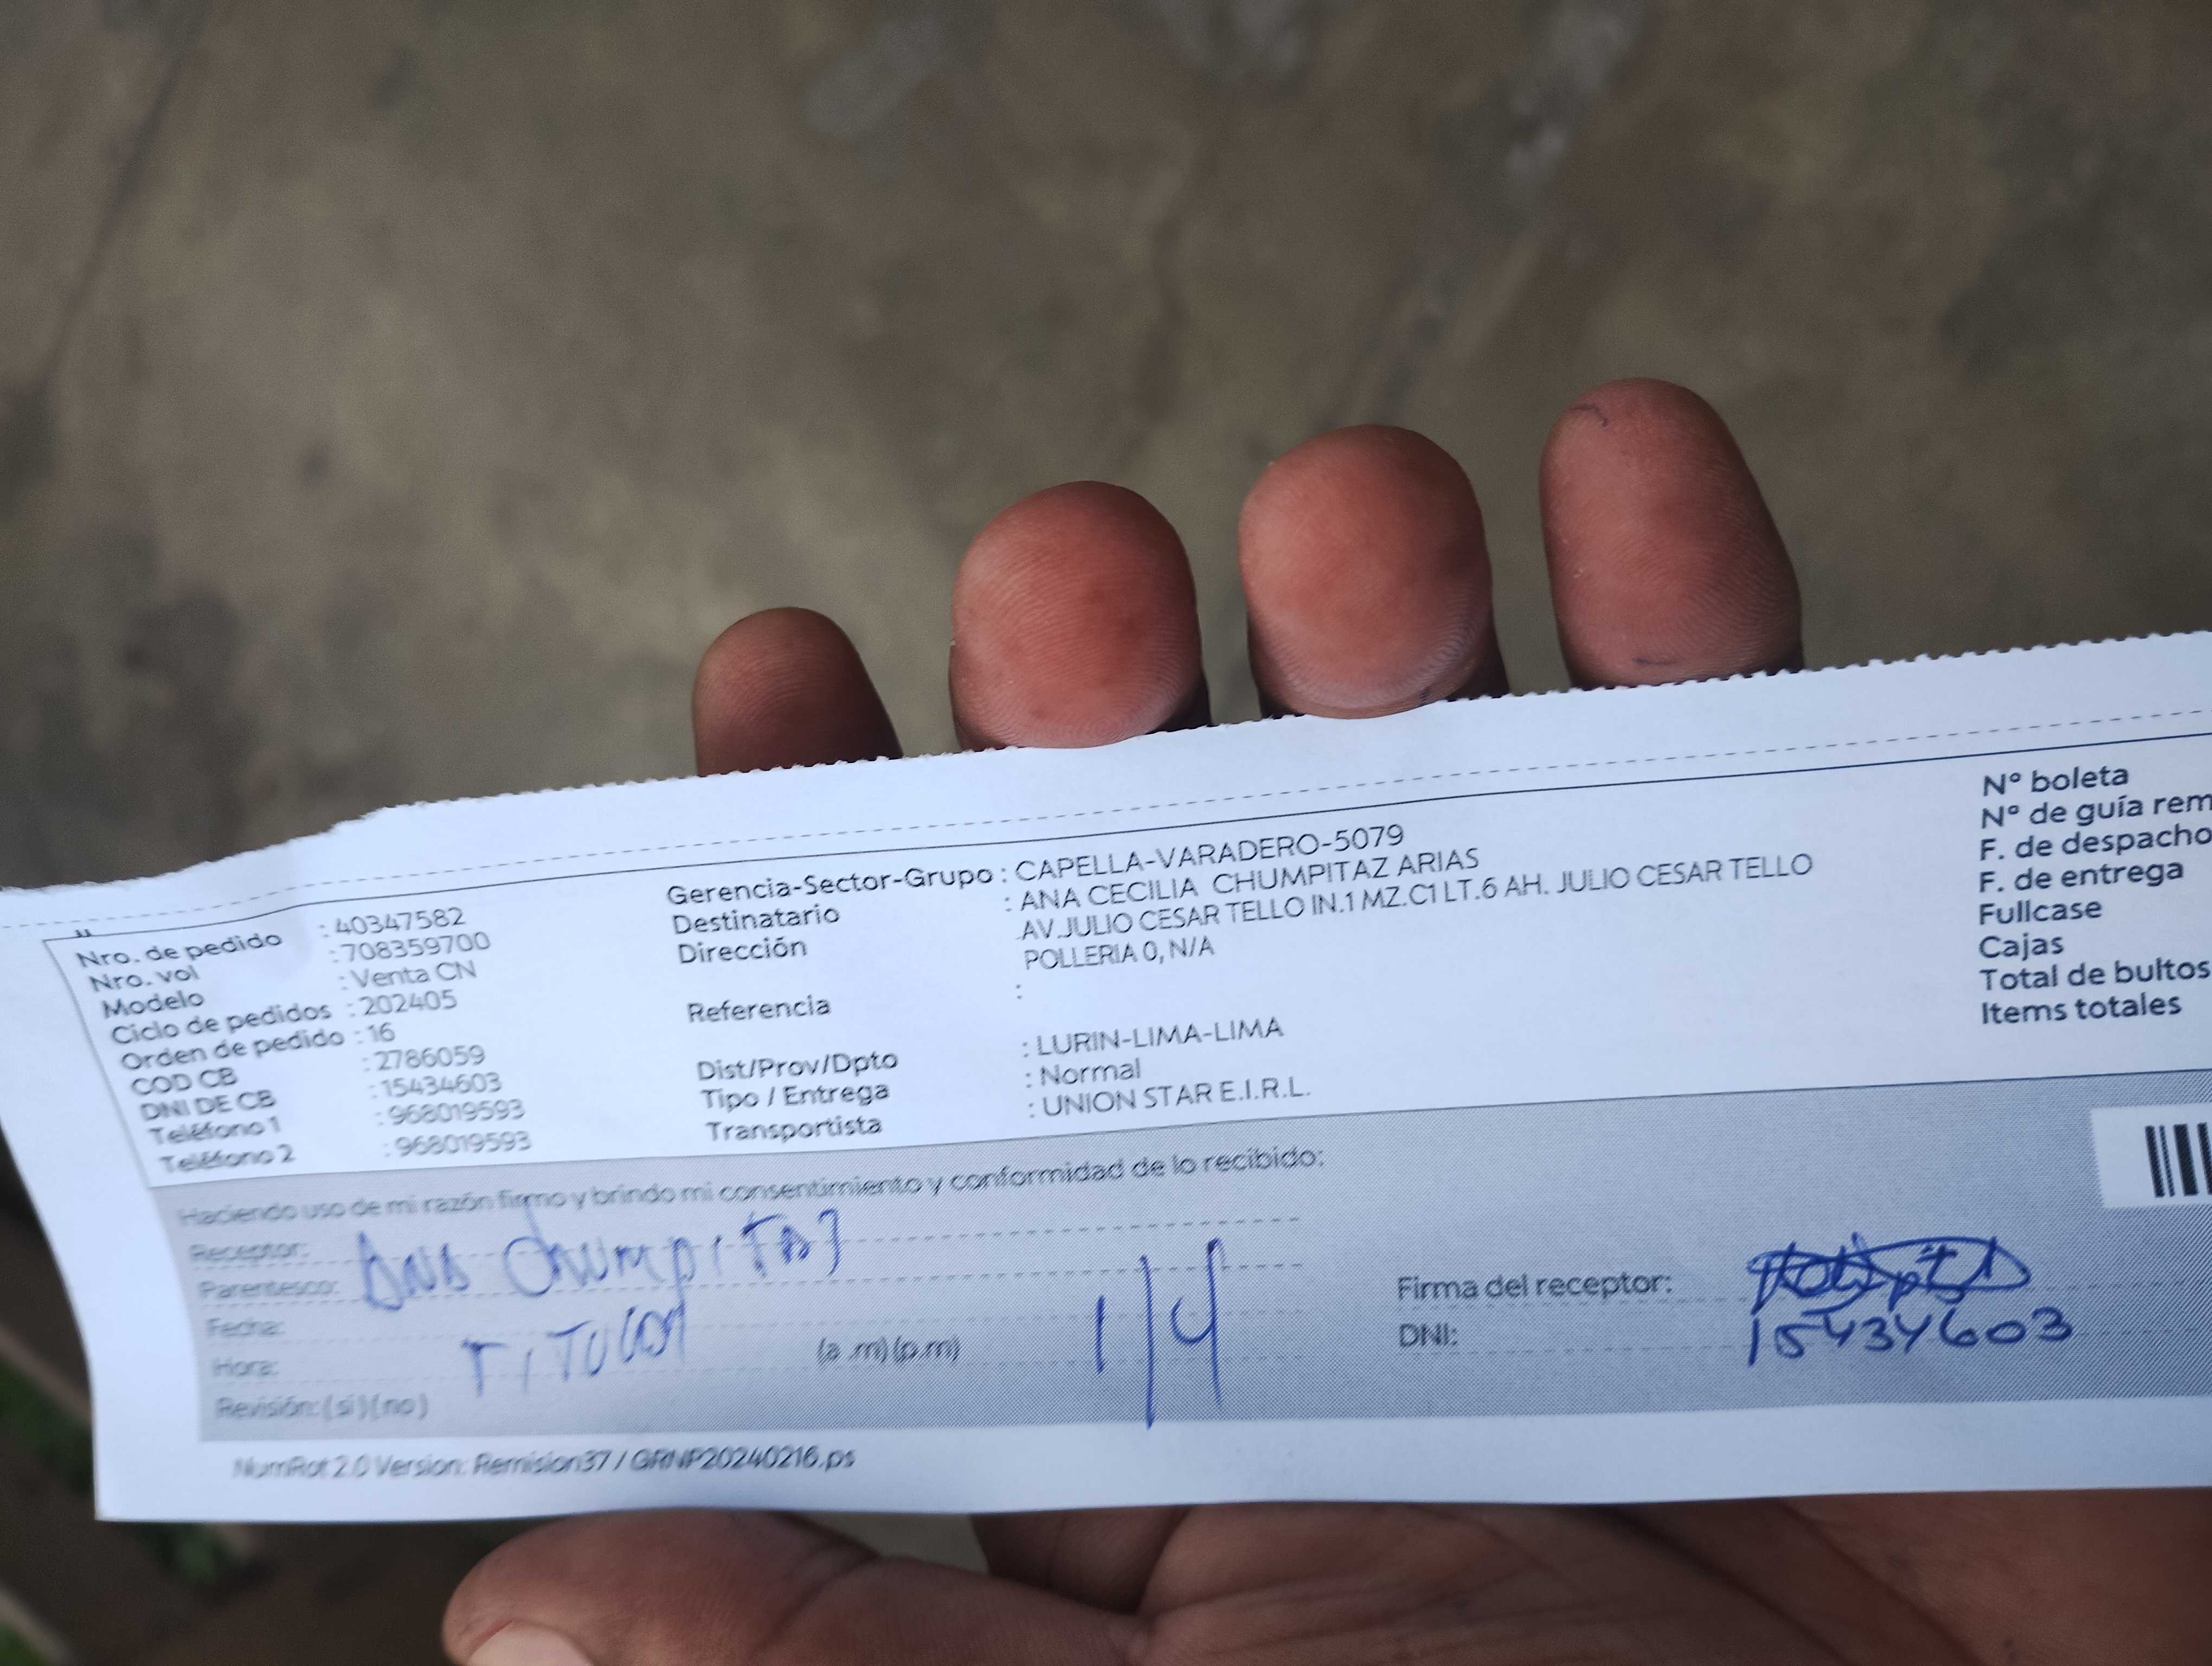 Nro. de pedido : 40347582
Nro. vol : 708359700
Modelo : Venta CN
Ciclo de pedidos : 202405
Orden de pedido : 16
COD CB : 2786059
DNI DE CB : 15434603
Teléfono 1 : 968019593
Teléfono 2 : 968019593
Gerencia-Sector-Grupo : CAPELLA-VARADERO-5079
Destinatario : ANA CECILIA CHUMPITAZ ARIAS
Dirección AV.JULIO CESAR TELLO IN.1 MZ.C1 LT.6 AH. JULIO CESAR TELLO
POLLERIA 0, N/A
Referencia :
Dist/Prov/Dpto : LURIN-LIMA-LIMA
Tipo / Entrega : Normal
Transportista : UNION STAR E.I.R.L.
N° boleta
N° de guía rem
F. de despacho
F. de entrega
Fullcase
Cajas
Total de bultos
Items totales
Haciendo uso de mi razón firmo y brindo mi consentimiento y conformidad de lo recibido:
Receptor: Ana Chumpitaz
Parentesco:
Fecha: Titular 1/4
Hora: (a.m)(p.m)
Revisión: (si)(no)
Firma del receptor:
DNI: 15434603
NumRot 2.0 Version: Remision37 / GRNP20240216.ps